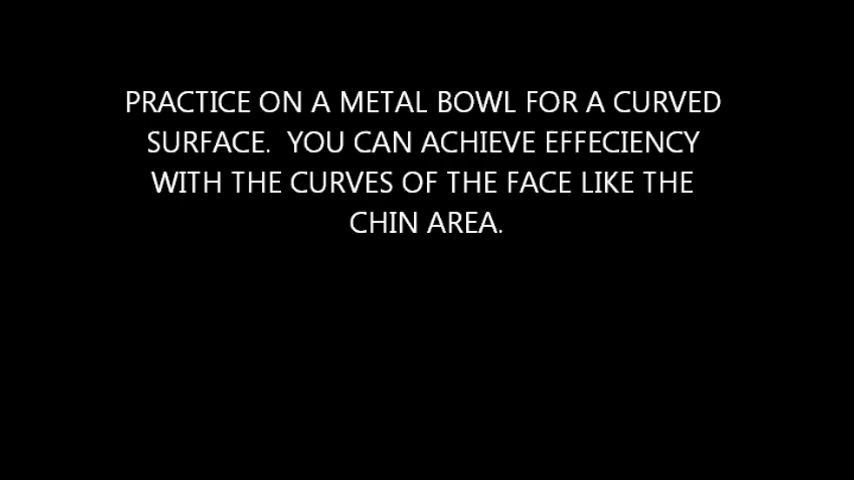 PRACTICE ON A METAL BOWL FOR A CURVED
SURFACE.  YOU CAN ACHIEVE EFFECIENCY
WITH THE CURVES OF THE FACE LIKE THE
CHIN AREA.